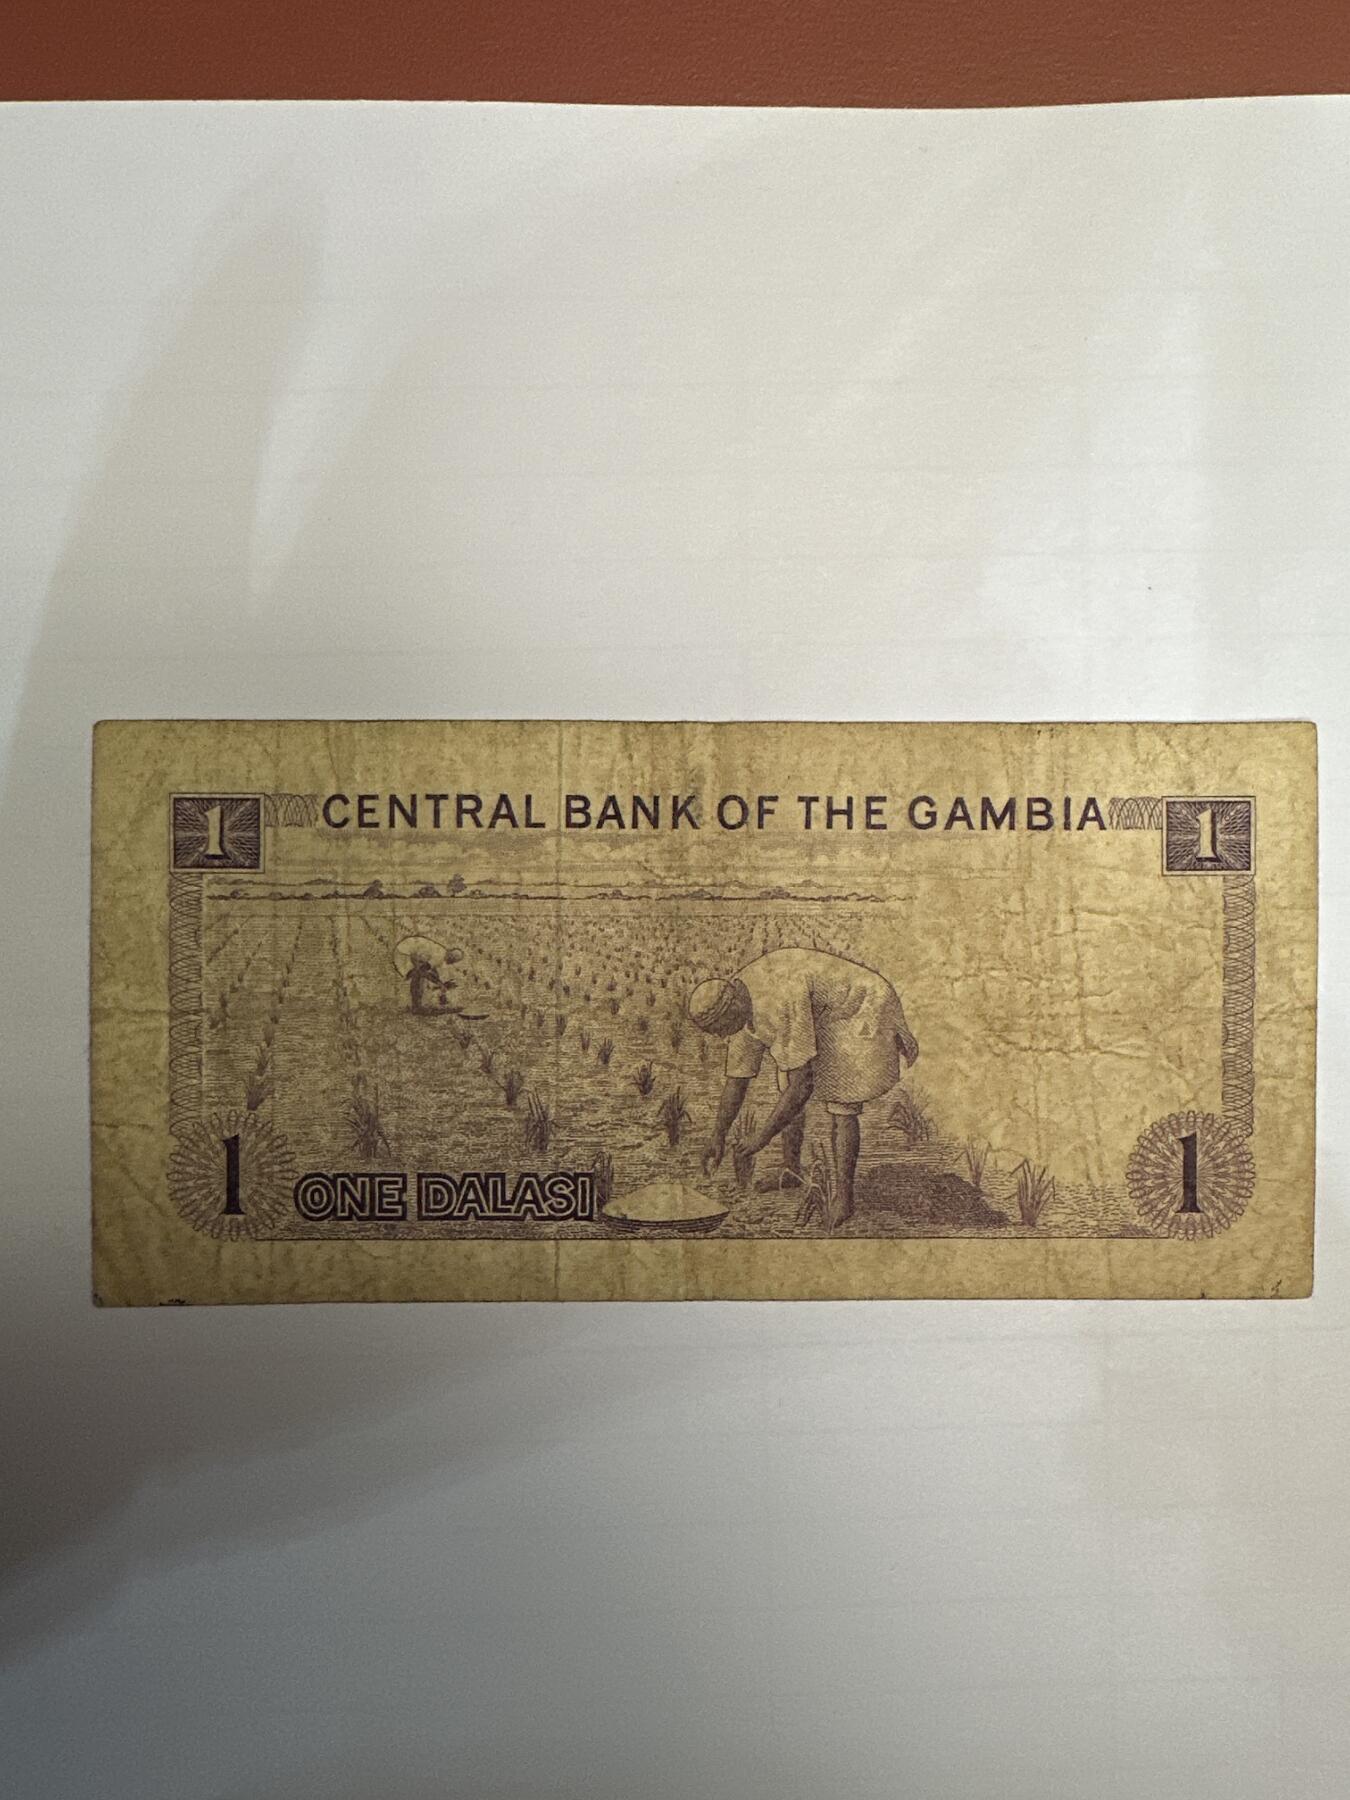 1 CENTRAL BANK OF THE GAMBIA 1
1 ONE DALASI 1